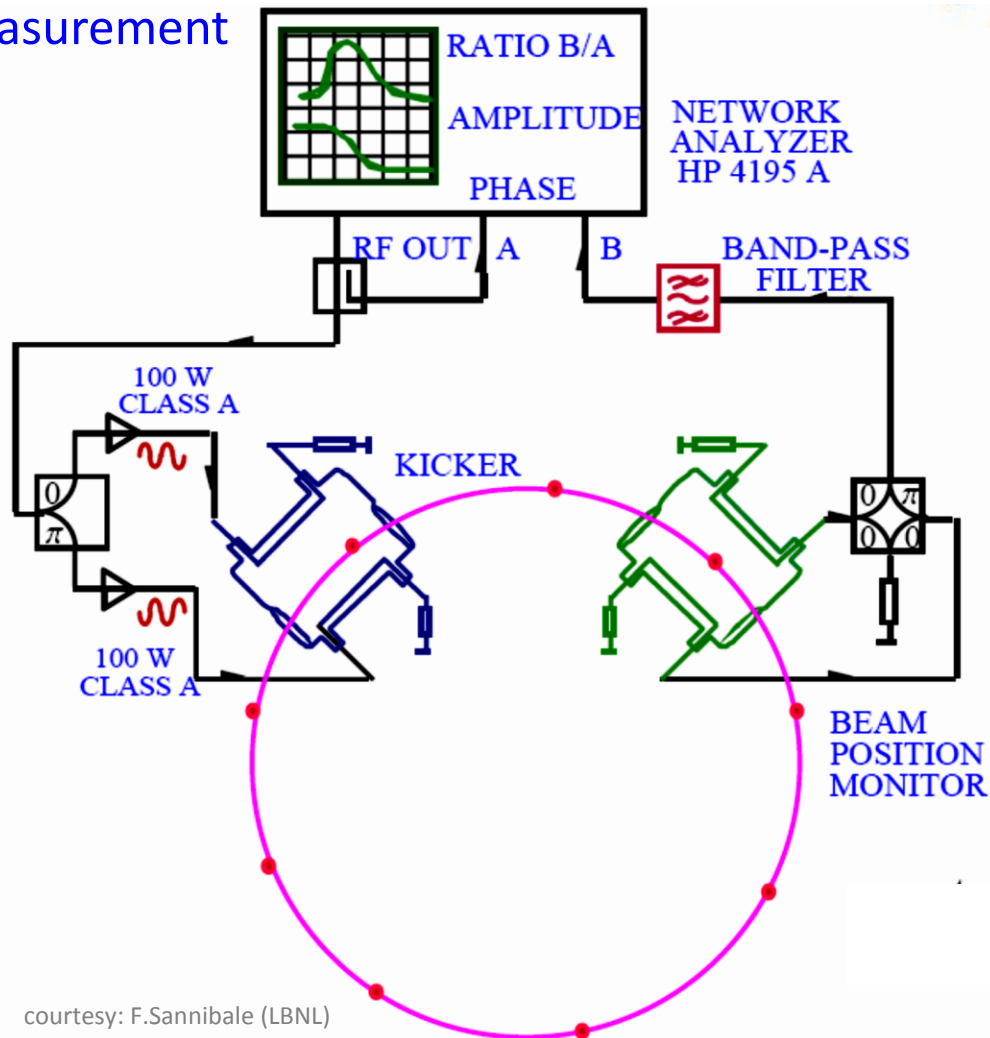 asurement
RATIO B/A
AMPLITUDE
PHASE
NETWORK
ANALYZER
HP 4195 A
RF OUT
A
B
BAND-PASS
FILTER
100 W
CLASS A
KICKER
0
π
0
π
0
0
100 W
CLASS A
BEAM
POSITION
MONITOR
courtesy: F.Sannibale (LBNL)